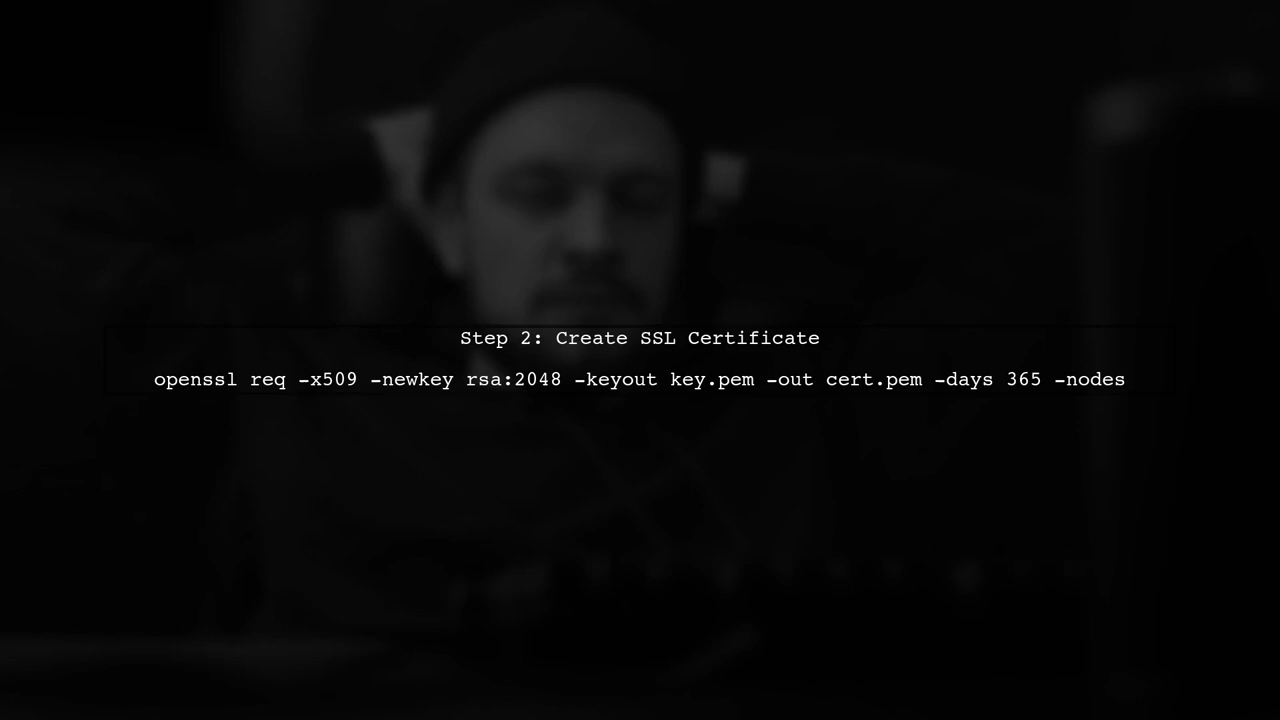 Step 2: Create SSL Certificate
openssl req -x509 -newkey rsa:2048 -keyout key.pem -out cert.pem -days 365 -nodes